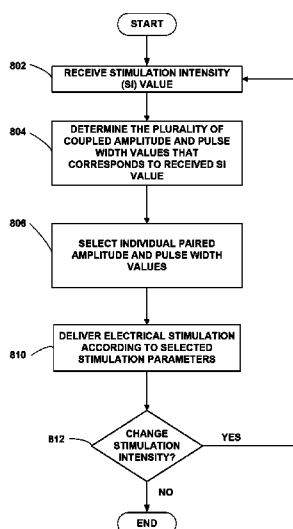 START
802
RECEIVE STIMULATION INTENSITY
(SI) VALUE
804
DETERMINE THE PLURALITY OF
COUPLED AMPLITUDE AND PULSE
WIDTH VALUES THAT
CORRESPONDS TO RECEIVED SI
VALUE
806
SELECT INDIVIDUAL PAIRED
AMPLITUDE AND PULSE WIDTH
VALUES
DELIVER ELECTRICAL STIMULATION
ACCORDING TO SELECTED
STIMULATION PARAMETERS
810
812
CHANGE
STIMULATION
INTENSITY?
YES
NO
END